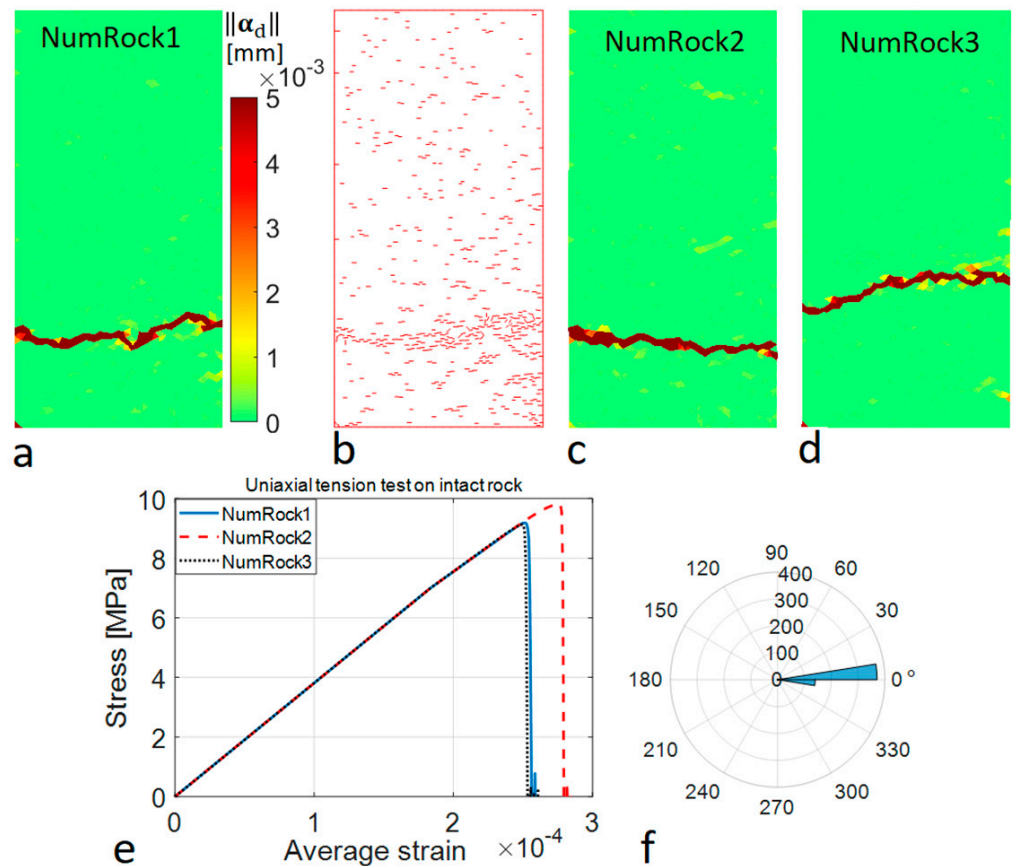 NumRock1
‖α_d‖
[mm]
×10⁻³
5
4
3
2
1
0
NumRock2
NumRock3
a
b
c
d
Uniaxial tension test on intact rock
NumRock1
NumRock2
NumRock3
Stress [MPa]
10
8
6
4
2
0
0
1
2
3
×10⁻⁴
Average strain
e
90
120
60
150
30
180
0 °
210
330
240
300
270
400
300
200
100
0
f